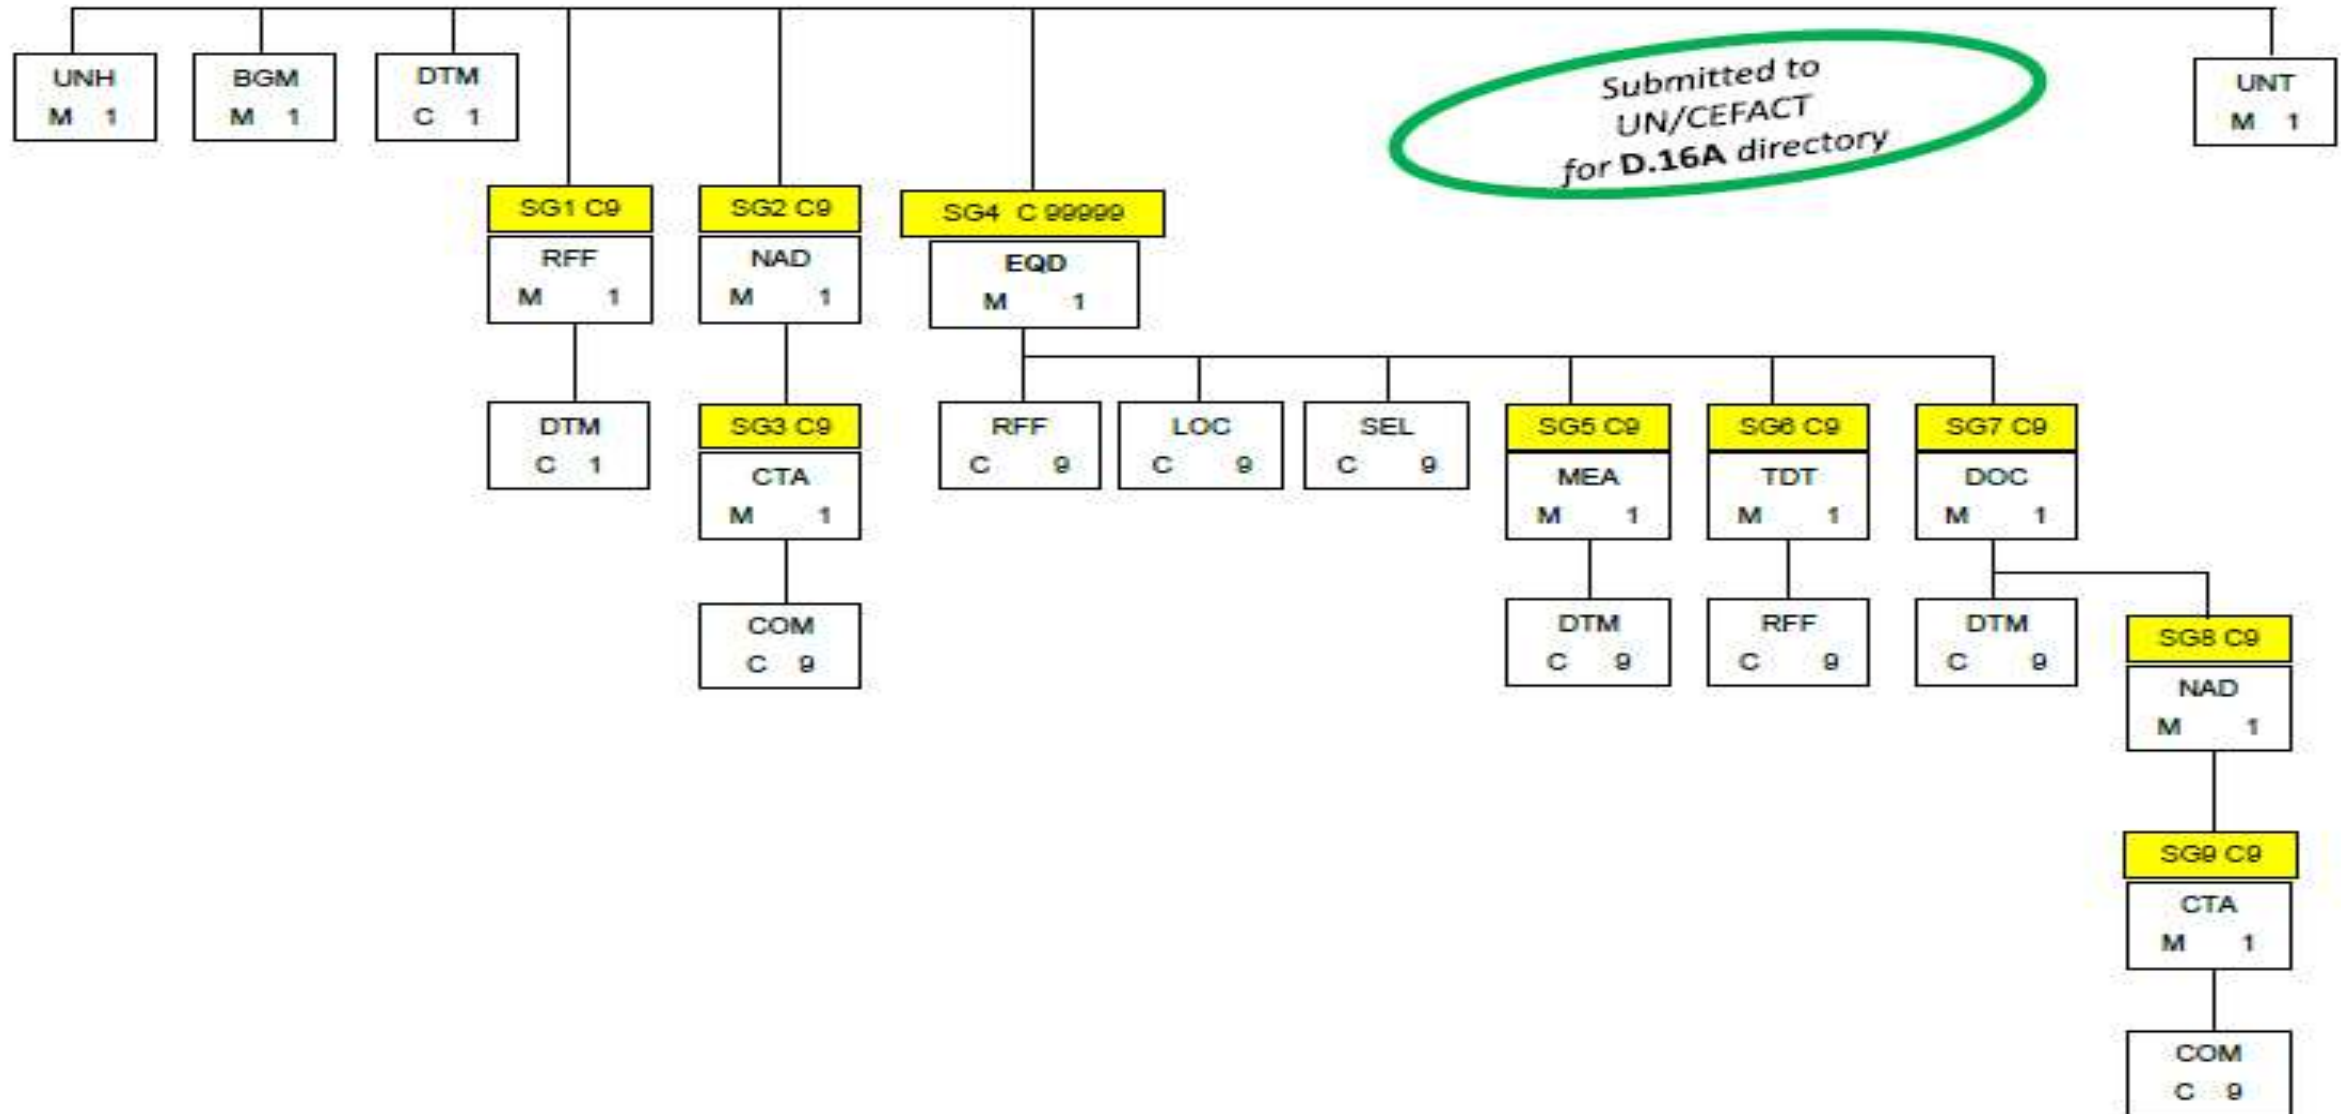 UNH
M 1
BGM
M 1
DTM
C 1
Submitted to
UN/CEFACT
for D.16A directory
UNT
M 1
SG1 C9
RFF
M 1
DTM
C 1
SG2 C9
NAD
M 1
SG3 C9
CTA
M 1
COM
C 9
SG4 C 99999
EQD
M 1
RFF
C 9
LOC
C 9
SEL
C 9
SG5 C9
MEA
M 1
DTM
C 9
SG6 C9
TDT
M 1
RFF
C 9
SG7 C9
DOC
M 1
DTM
C 9
SG8 C9
NAD
M 1
SG9 C9
CTA
M 1
COM
C 9